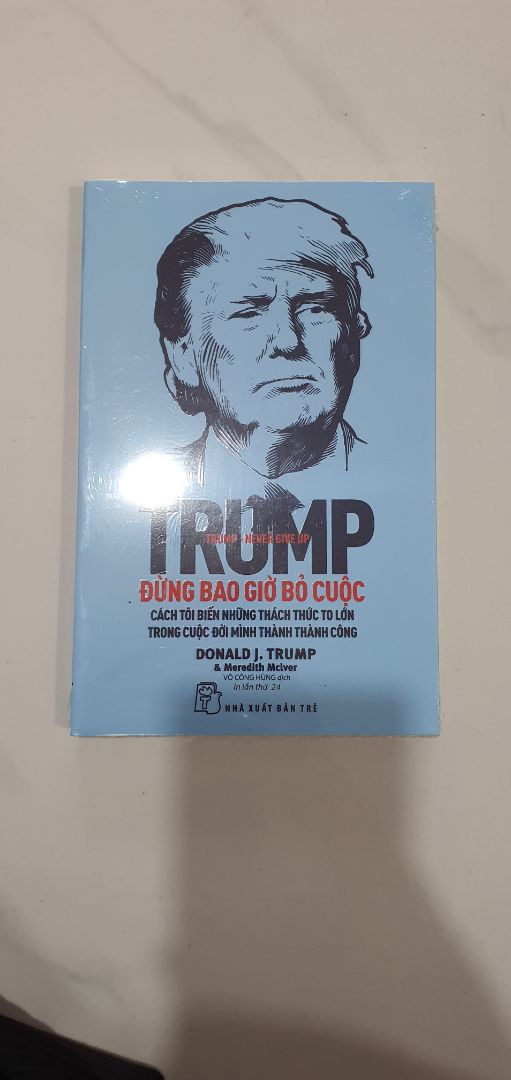 TRUMP
TRUMP - NEVER GIVE UP
ĐỪNG BAO GIỜ BỎ CUỘC
CÁCH TÔI BIẾN NHỮNG THÁCH THỨC TO LỚN
TRONG CUỘC ĐỜI MÌNH THÀNH THÀNH CÔNG
DONALD J. TRUMP
& Meredith McIver
VÕ CÔNG HÙNG dịch
In lần thứ 24
NHÀ XUẤT BẢN TRẺ